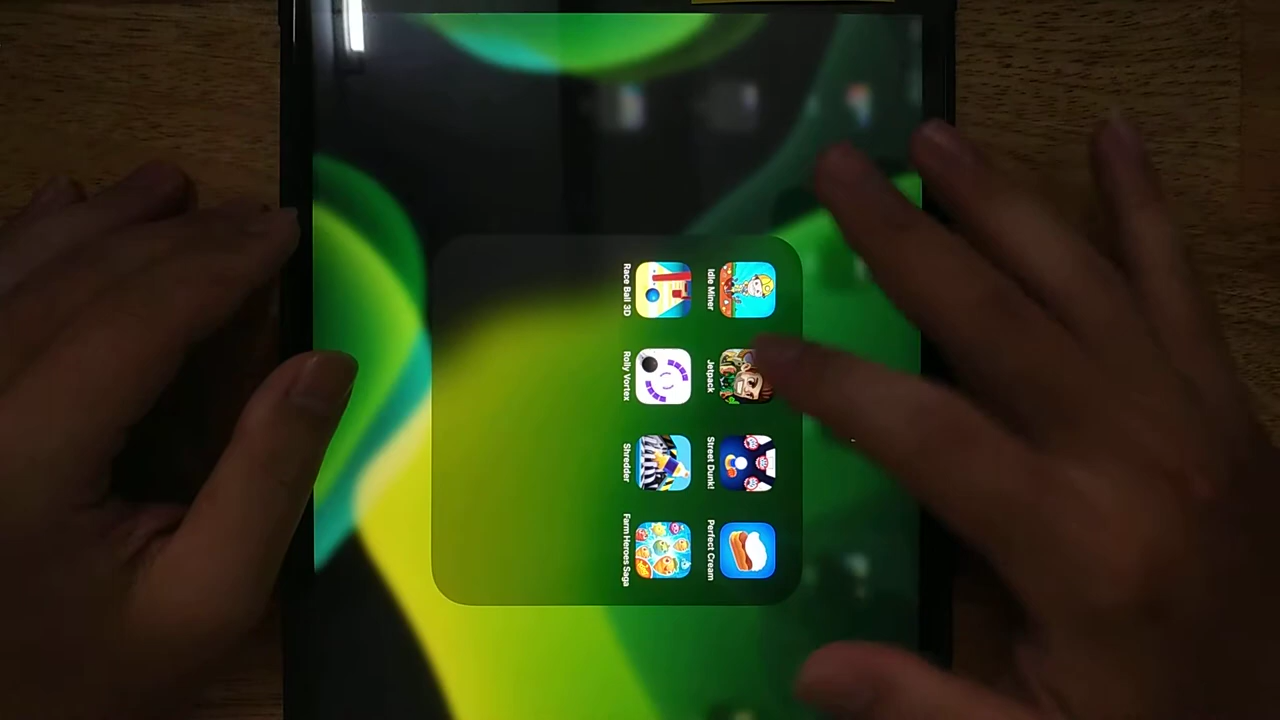 Idle Miner
Jetpack
Street Dunk!
Perfect Cream
Race Ball 3D
Rolly Vortex
Shredder
Farm Heroes Saga